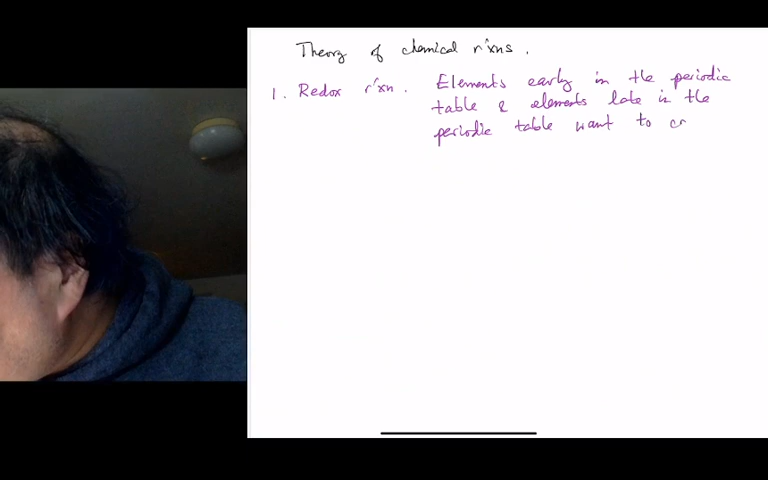 Theory of chemical r'xns.
1. Redox r'xn. Elements early in the periodic
table & elements late in the
periodic table want to cr